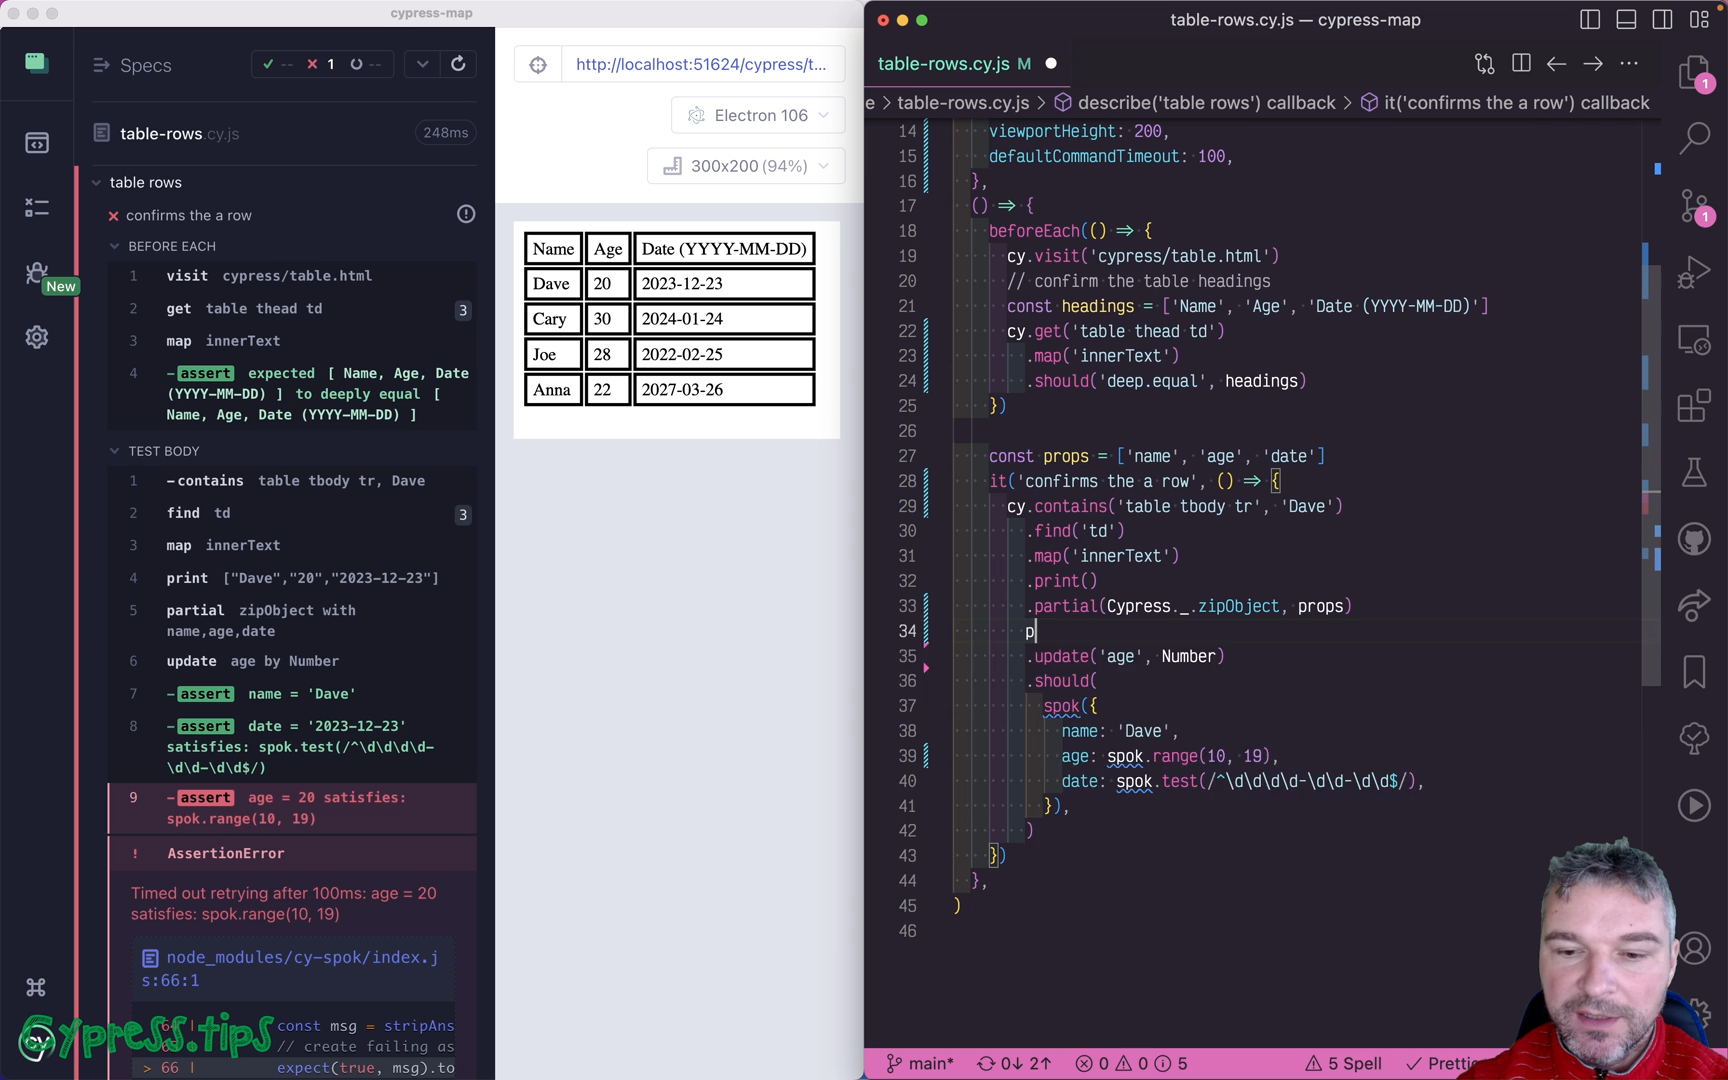 cypress-map
Specs
-- 1 --
table-rows.cy.js 248ms
table rows
confirms the a row
BEFORE EACH
1 visit cypress/table.html
2 get table thead td 3
3 map innerText
4 -assert expected [ Name, Age, Date
(YYYY-MM-DD) ] to deeply equal [
Name, Age, Date (YYYY-MM-DD) ]
TEST BODY
1 -contains table tbody tr, Dave
2 find td 3
3 map innerText
4 print ["Dave","20","2023-12-23"]
5 partial zipObject with
name,age,date
6 update age by Number
7 -assert name = 'Dave'
8 -assert date = '2023-12-23'
satisfies: spok.test(/^\d\d\d\d-
\d\d-\d\d$/)
9 -assert age = 20 satisfies:
spok.range(10, 19)
! AssertionError
Timed out retrying after 100ms: age = 20
satisfies: spok.range(10, 19)
node_modules/cy-spok/index.j
s:66:1
const msg = stripAns
// create failing as
> 66 | expect(true, msg).to
New
Cypress.tips
cy
http://localhost:51624/cypress/t...
Electron 106
300x200 (94%)
Name Age Date (YYYY-MM-DD)
Dave 20 2023-12-23
Cary 30 2024-01-24
Joe 28 2022-02-25
Anna 22 2027-03-26
table-rows.cy.js — cypress-map
table-rows.cy.js M
e > table-rows.cy.js > describe('table rows') callback > it('confirms the a row') callback
14 viewportHeight: 200,
15 defaultCommandTimeout: 100,
16 },
17 () => {
18 beforeEach(() => {
19 cy.visit('cypress/table.html')
20 // confirm the table headings
21 const headings = ['Name', 'Age', 'Date (YYYY-MM-DD)']
22 cy.get('table thead td')
23 .map('innerText')
24 .should('deep.equal', headings)
25 })
26
27 const props = ['name', 'age', 'date']
28 it('confirms the a row', () => {
29 cy.contains('table tbody tr', 'Dave')
30 .find('td')
31 .map('innerText')
32 .print()
33 .partial(Cypress._.zipObject, props)
34 p
35 .update('age', Number)
36 .should(
37 spok({
38 name: 'Dave',
39 age: spok.range(10, 19),
40 date: spok.test(/^\d\d\d\d-\d\d-\d\d$/),
41 }),
42 )
43 })
44 },
45 )
46
1
1
main* 0↓ 2↑ 0 0 5 5 Spell Pretti